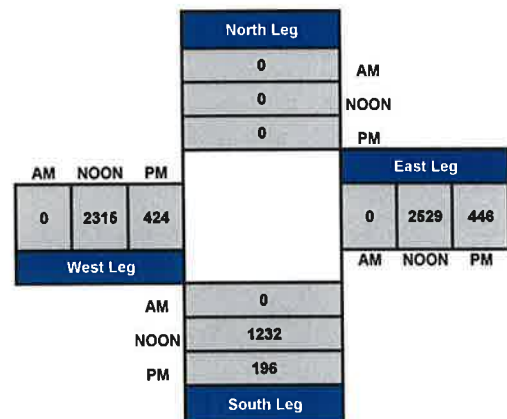 North Leg
0 AM
0 NOON
0 PM
AM NOON PM
East Leg
0 2315 424
0 2529 446
West Leg
AM NOON PM
AM 0
NOON 1232
PM 196
South Leg